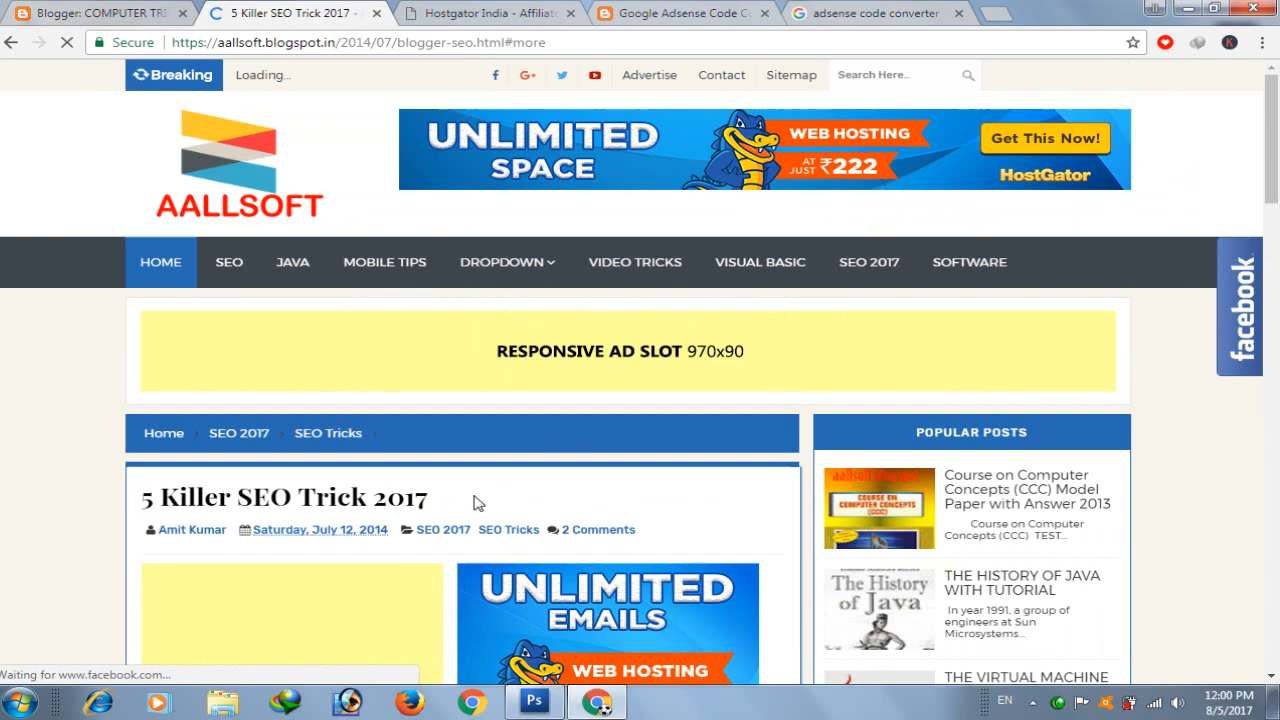 Blogger: COMPUTER TRI
5 Killer SEO Trick 2017 -
Hostgator India - Affiliate
Google Adsense Code C
adsense code converter
Secure
https://aallsoft.blogspot.in/2014/07/blogger-seo.html#more
Breaking
Loading...
Advertise
Contact
Sitemap
Search Here..
AALLSOFT
UNLIMITED
SPACE
WEB HOSTING
AT
JUST ₹222
Get This Now!
HostGator
HOME
SEO
JAVA
MOBILE TIPS
DROPDOWN
VIDEO TRICKS
VISUAL BASIC
SEO 2017
SOFTWARE
facebook
RESPONSIVE AD SLOT 970x90
Home
SEO 2017
SEO Tricks
5 Killer SEO Trick 2017
Amit Kumar
Saturday, July 12, 2014
SEO 2017
SEO Tricks
2 Comments
UNLIMITED
EMAILS
WEB HOSTING
POPULAR POSTS
COURSE ON COMPUTER
CONCEPTS (CCC)
Course on Computer
Concepts (CCC) Model
Paper with Answer 2013
Course on Computer
Concepts (CCC) TEST...
The History
of Java
THE HISTORY OF JAVA
WITH TUTORIAL
In year 1991, a group of
engineers at Sun
Microsystems...
THE VIRTUAL MACHINE
Waiting for www.facebook.com...
Ps
EN
12:00 PM
8/5/2017